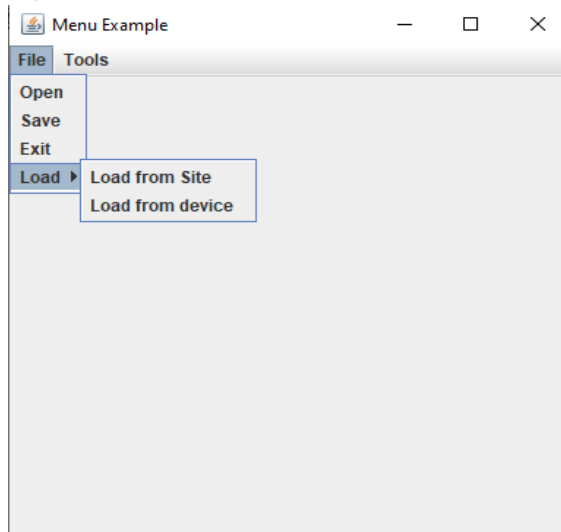 Menu Example
File Tools
Open
Save
Exit
Load
Load from Site
Load from device